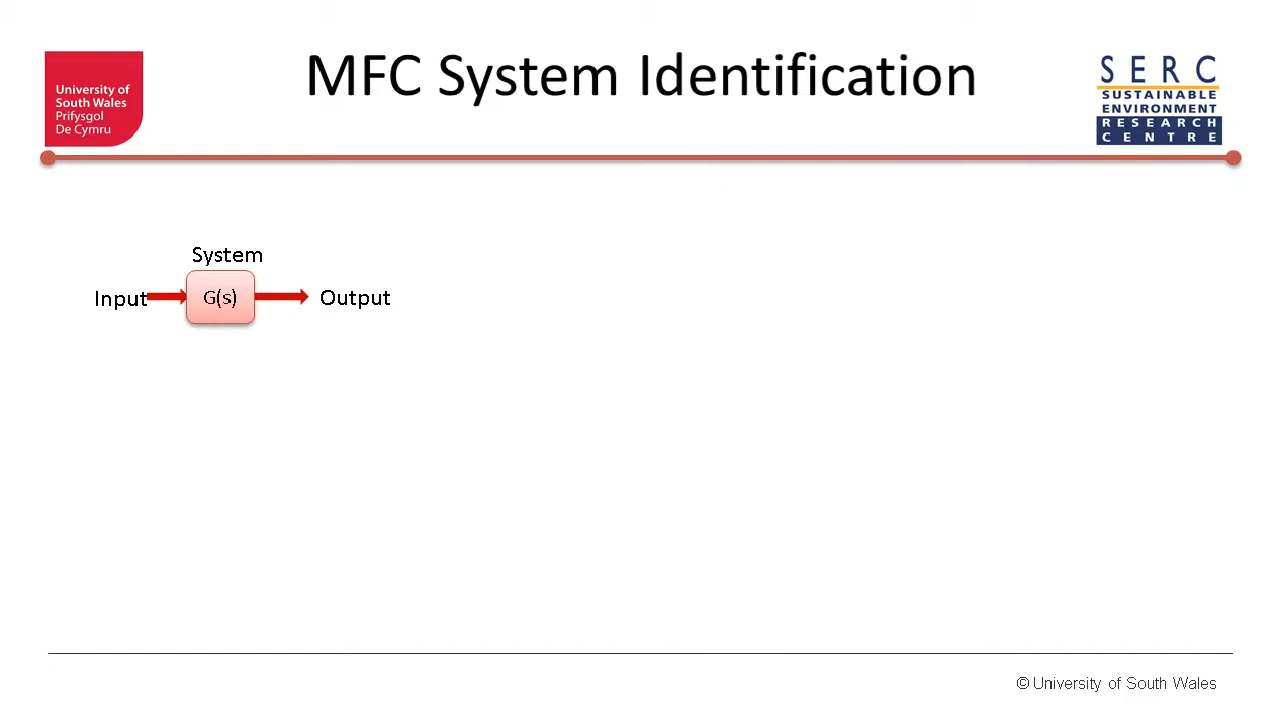 MFC System Identification
University of
South Wales
Prifysgol
De Cymru
SERC
SUSTAINABLE
ENVIRONMENT
RESEARCH
CENTRE
System
Input
G(s)
Output
© University of South Wales